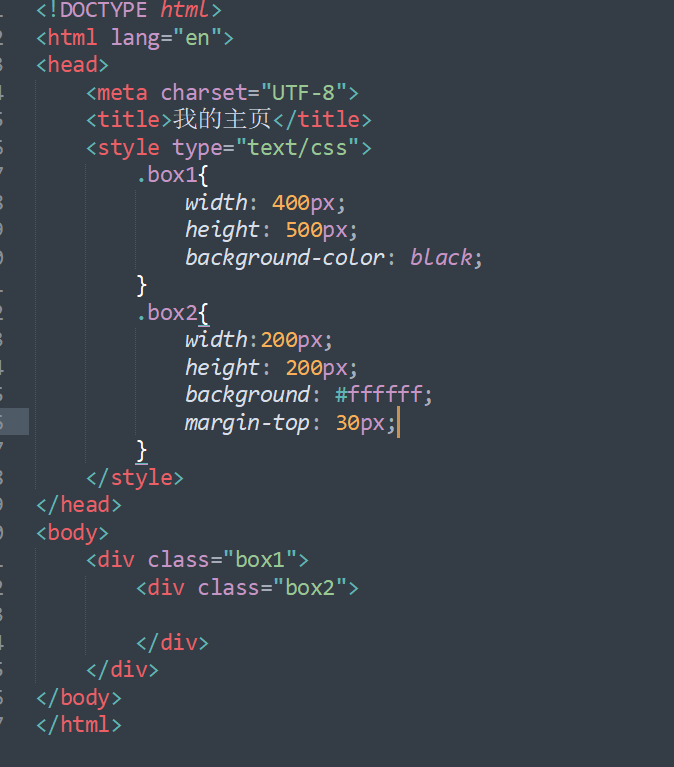 <!DOCTYPE html>
<html lang="en">
<head>
    <meta charset="UTF-8">
    <title>我的主页</title>
    <style type="text/css">
        .box1{
            width: 400px;
            height: 500px;
            background-color: black;
        }
        .box2{
            width:200px;
            height: 200px;
            background: #ffffff;
            margin-top: 30px;
        }
    </style>
</head>
<body>
    <div class="box1">
        <div class="box2">

        </div>
    </div>
</body>
</html>